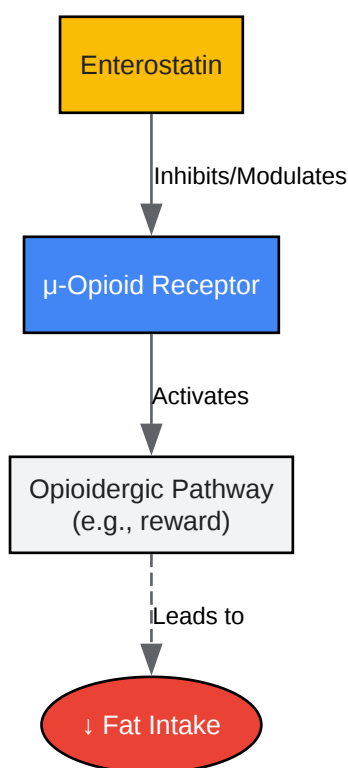 Enterostatin
Inhibits/Modulates
μ-Opioid Receptor
Activates
Opioidergic Pathway
(e.g., reward)
Leads to
↓ Fat Intake